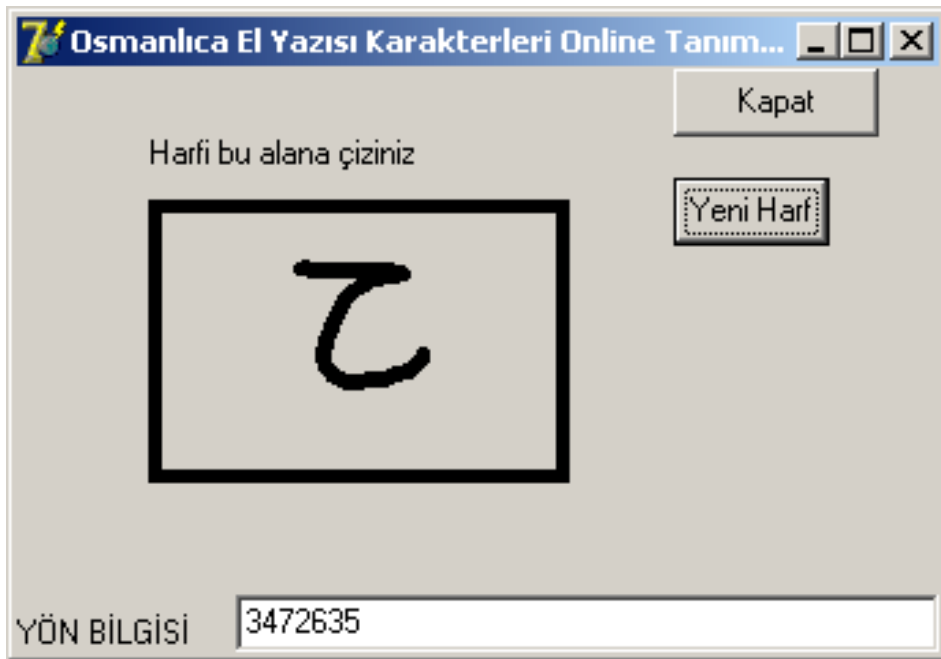 Osmanlıca El Yazısı Karakterleri Online Tanım...
Kapat
Harfi bu alana çiziniz
Yeni Harf
ح
YÖN BİLGİSİ
3472635